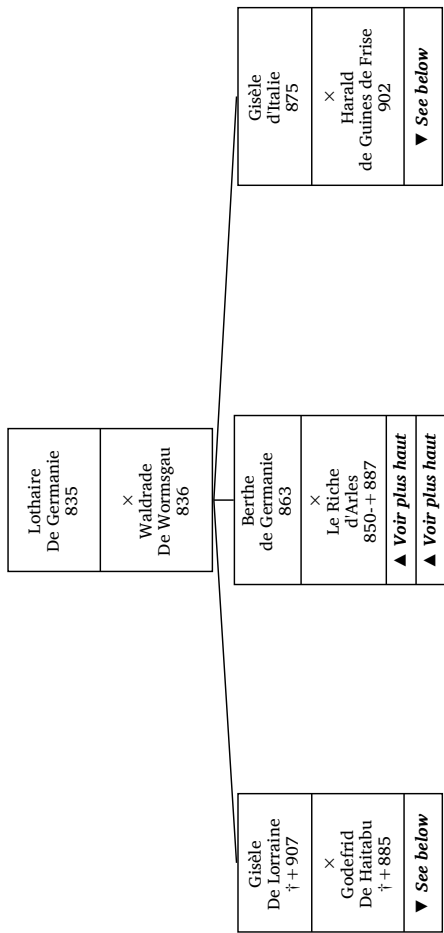 Lothaire
De Germanie
835
×
Waldrade
De Wormsgau
836
Gisèle
De Lorraine
†+907
×
Godefrid
De Haitabu
†+885
▼ See below
Berthe
de Germanie
863
×
Le Riche
d'Arles
850-+887
▲ Voir plus haut
▲ Voir plus haut
Gisèle
d'Italie
875
×
Harald
de Guines de Frise
902
▼ See below